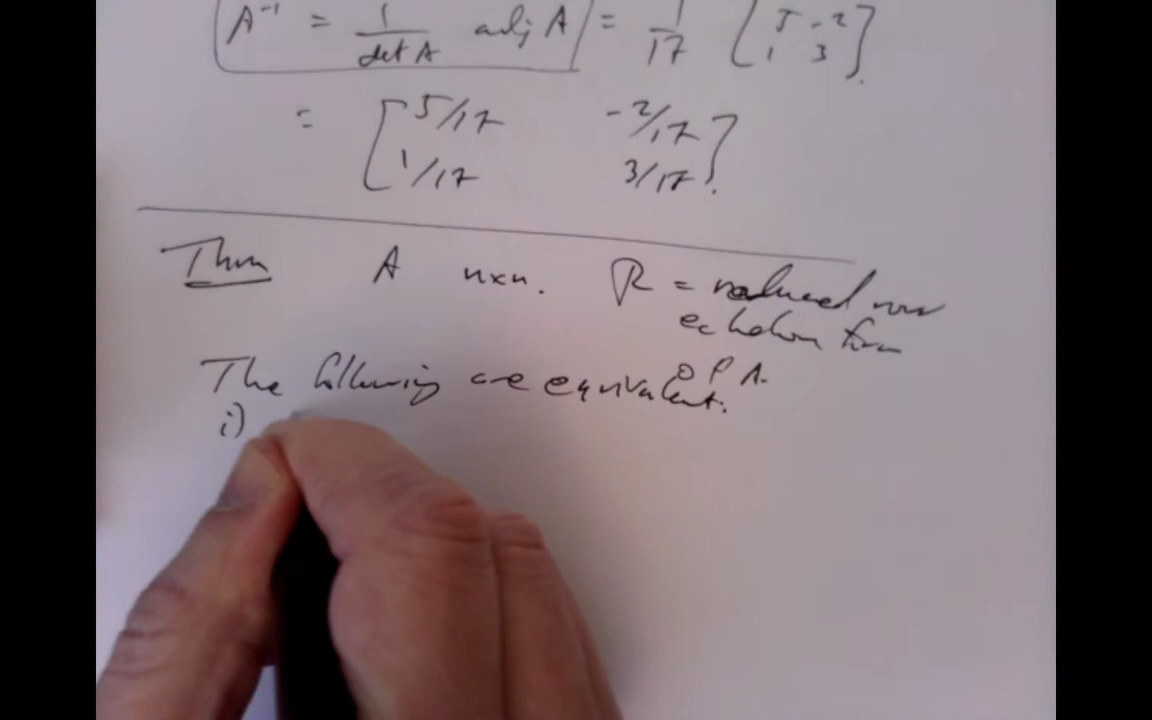 A⁻¹ = 1/det A adj A = 1/17 [5 -2
1 3].
= [5/17 -2/17
1/17 3/17].
Thm A n×n. R = reduced row
echelon form
of A.
The following are equivalent:
i)